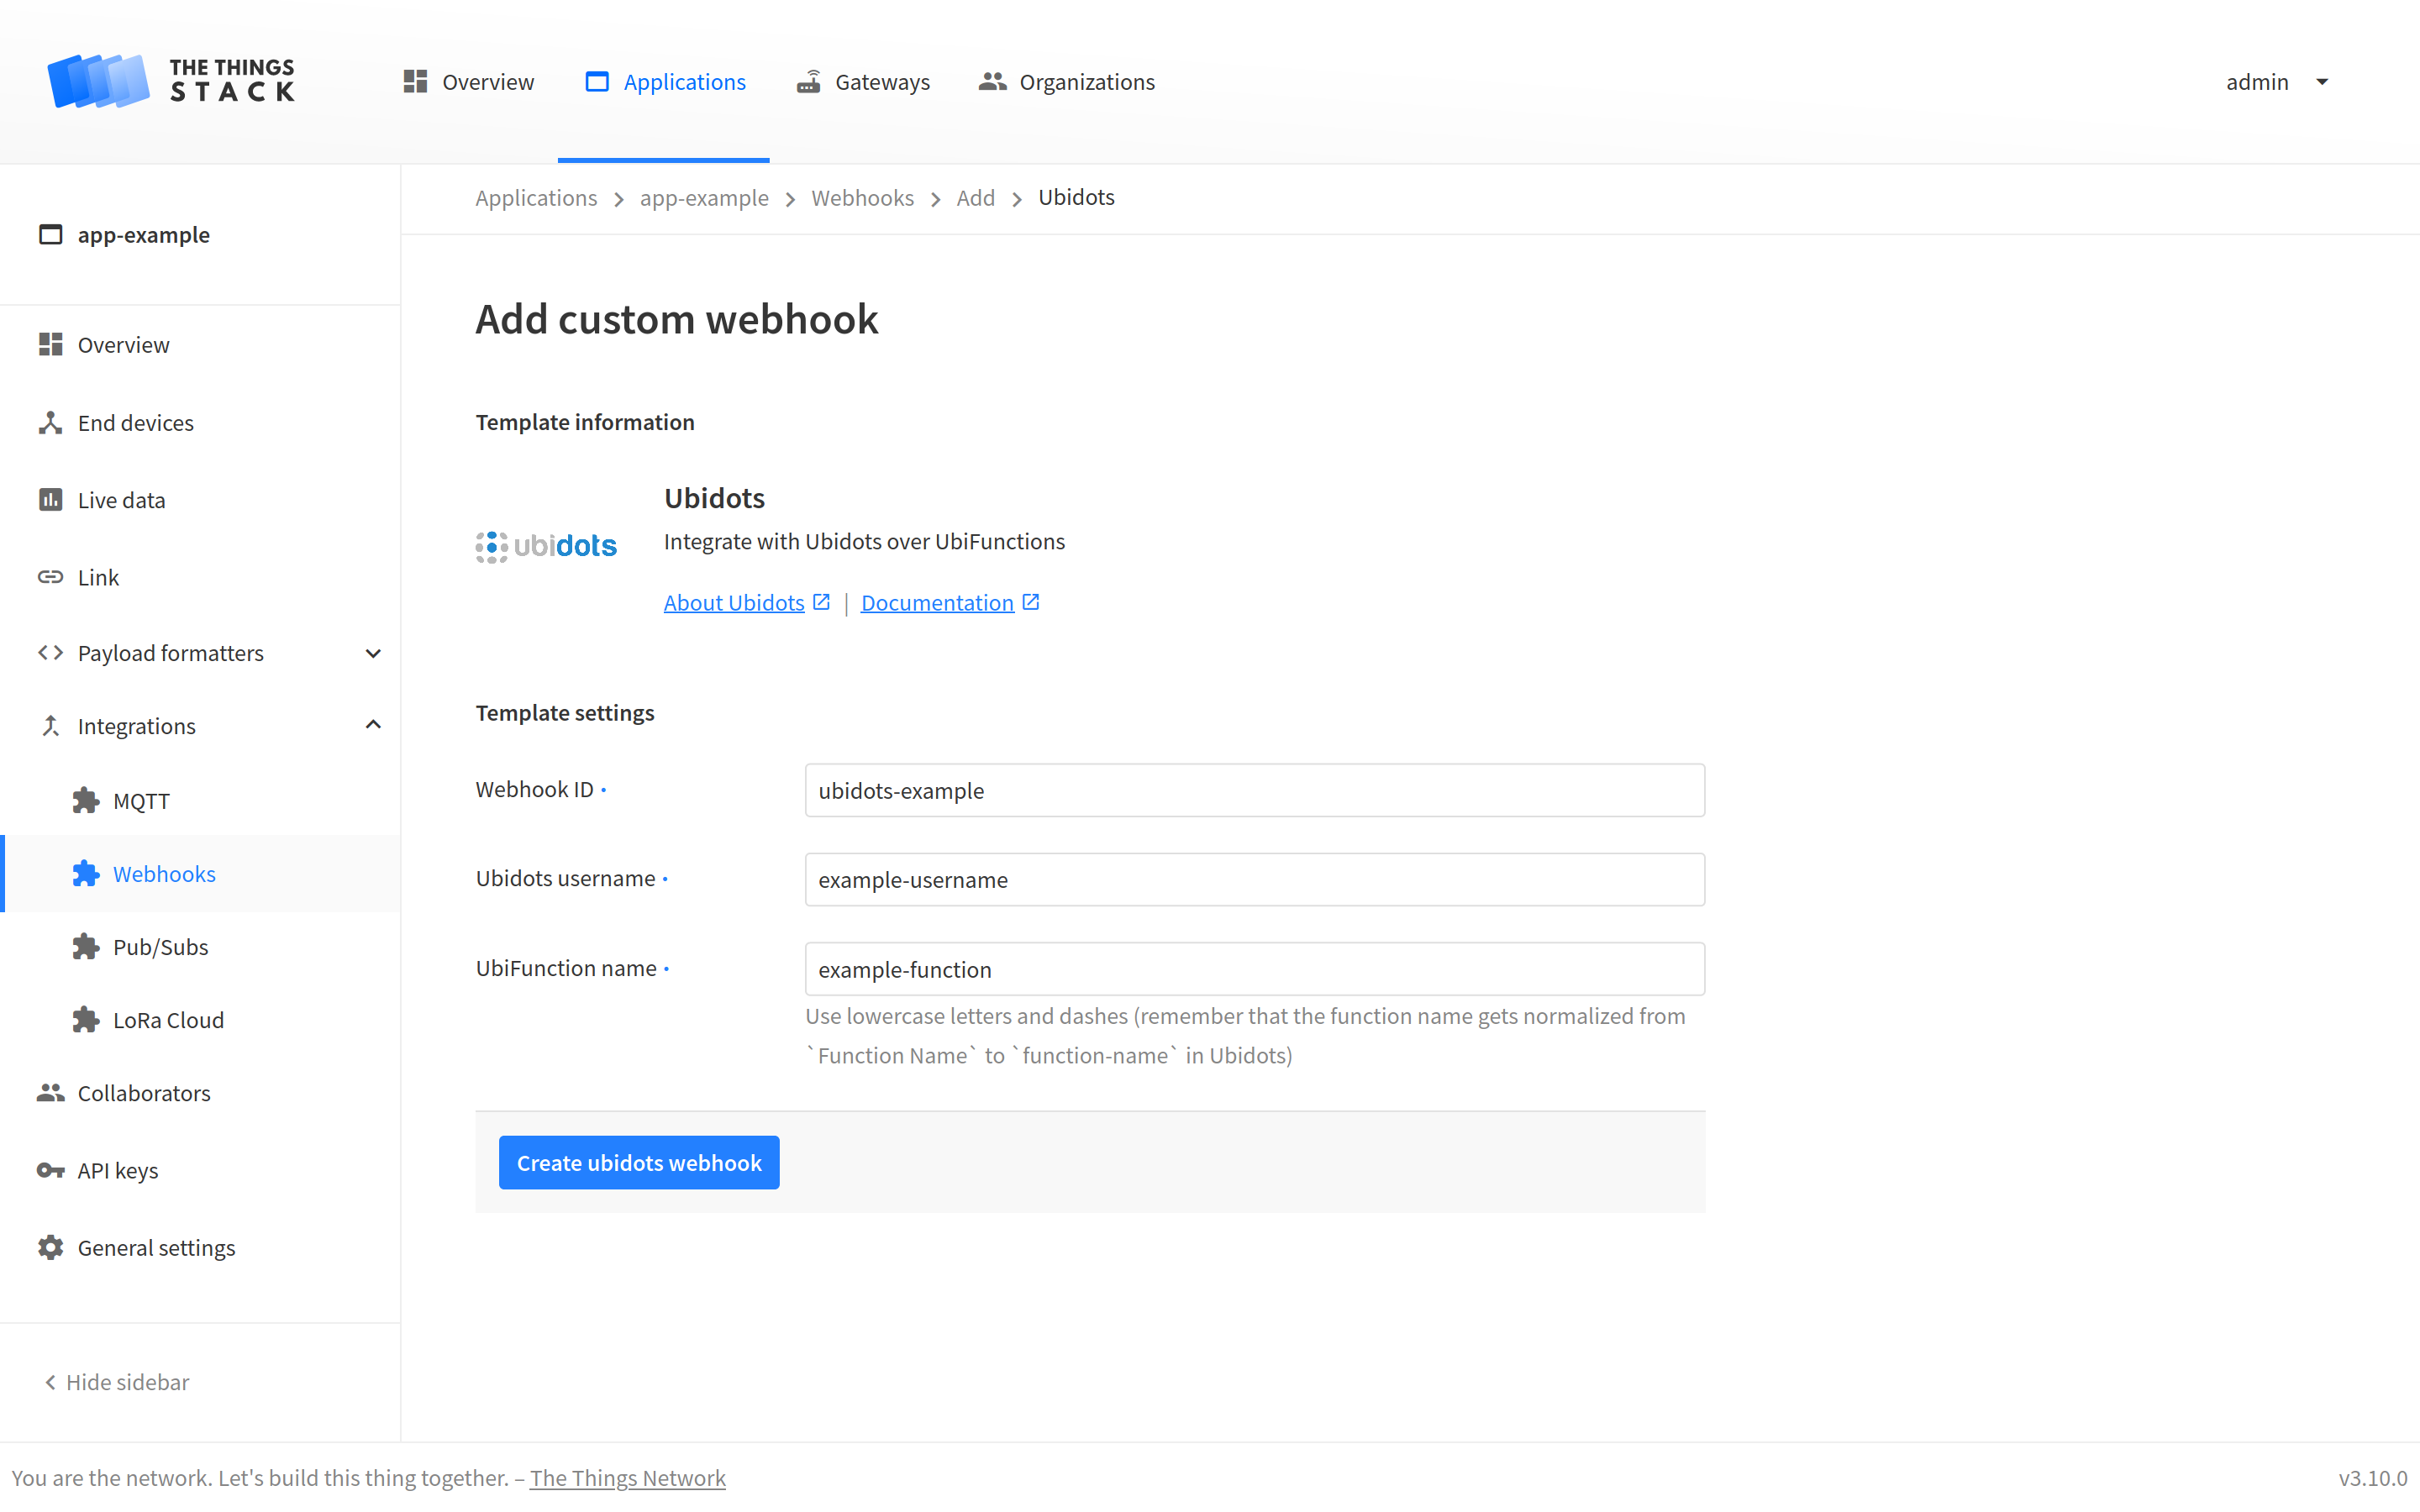 THE THINGS
STACK
Overview
Applications
Gateways
Organizations
admin
app-example
Overview
End devices
Live data
Link
Payload formatters
Integrations
MQTT
Webhooks
Pub/Subs
LoRa Cloud
Collaborators
API keys
General settings
Hide sidebar
Applications > app-example > Webhooks > Add > Ubidots
Add custom webhook
Template information
ubidots
Ubidots
Integrate with Ubidots over UbiFunctions
About Ubidots | Documentation
Template settings
Webhook ID •
ubidots-example
Ubidots username •
example-username
UbiFunction name •
example-function
Use lowercase letters and dashes (remember that the function name gets normalized from
`Function Name` to `function-name` in Ubidots)
Create ubidots webhook
You are the network. Let's build this thing together. – The Things Network
v3.10.0